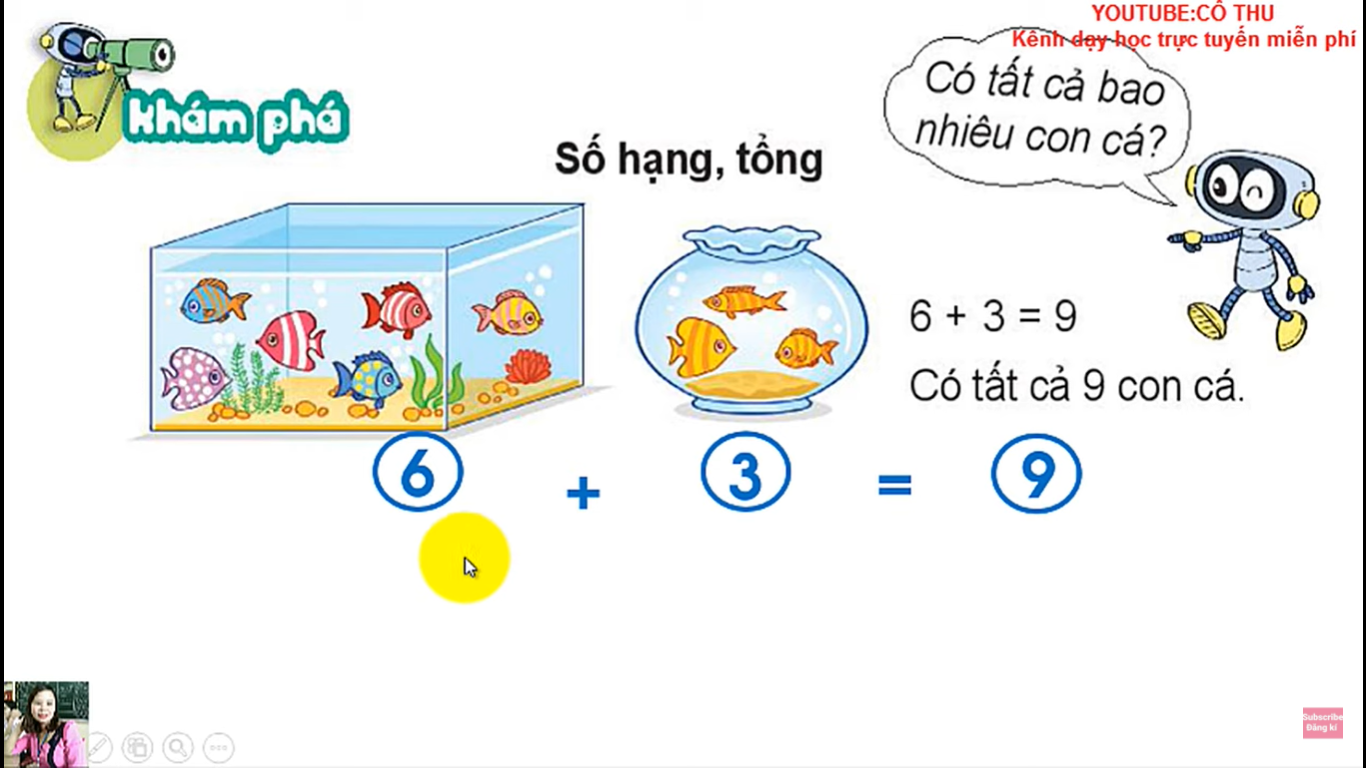 YOUTUBE:CÔ THU
Kênh dạy học trực tuyến miễn phí
Khám phá
Có tất cả bao
nhiêu con cá?
Số hạng, tổng
6 + 3 = 9
Có tất cả 9 con cá.
6 + 3 = 9
Subscribe
Đăng kí